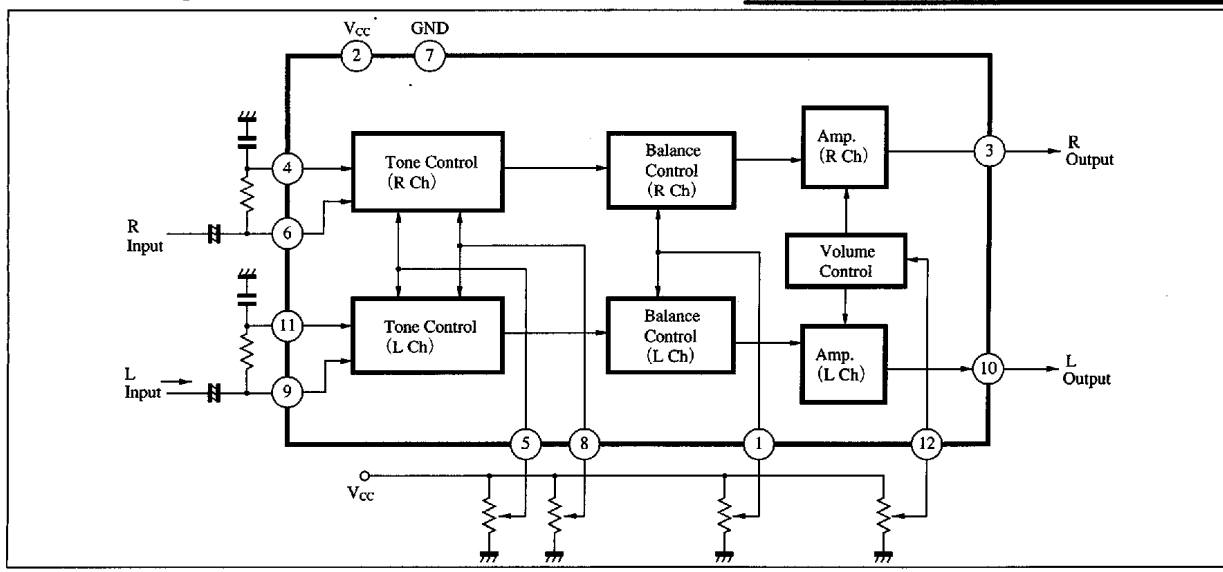 VCC GND
2 7
4
Tone Control
(R Ch)
Balance
Control
(R Ch)
Amp.
(R Ch)
3
R
Output
R
Input
6
Volume
Control
11
Tone Control
(L Ch)
Balance
Control
(L Ch)
Amp.
(L Ch)
10
L
Output
L
Input
9
5 8 1 12
VCC